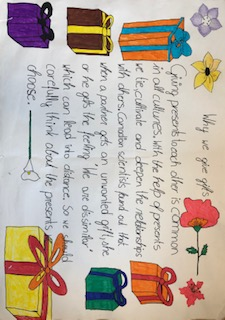 Why we give gifts
Giving presents to each other is common
in all cultures, with the help of presents
we tie, cultivate and deepen the relationships
with others. Canadian scientists found out that
when a partner gets an unwanted gift, she
or he gets the feeling "We are dissimilar"
which can lead into distance. So we should
carefully think about the presents we
choose.